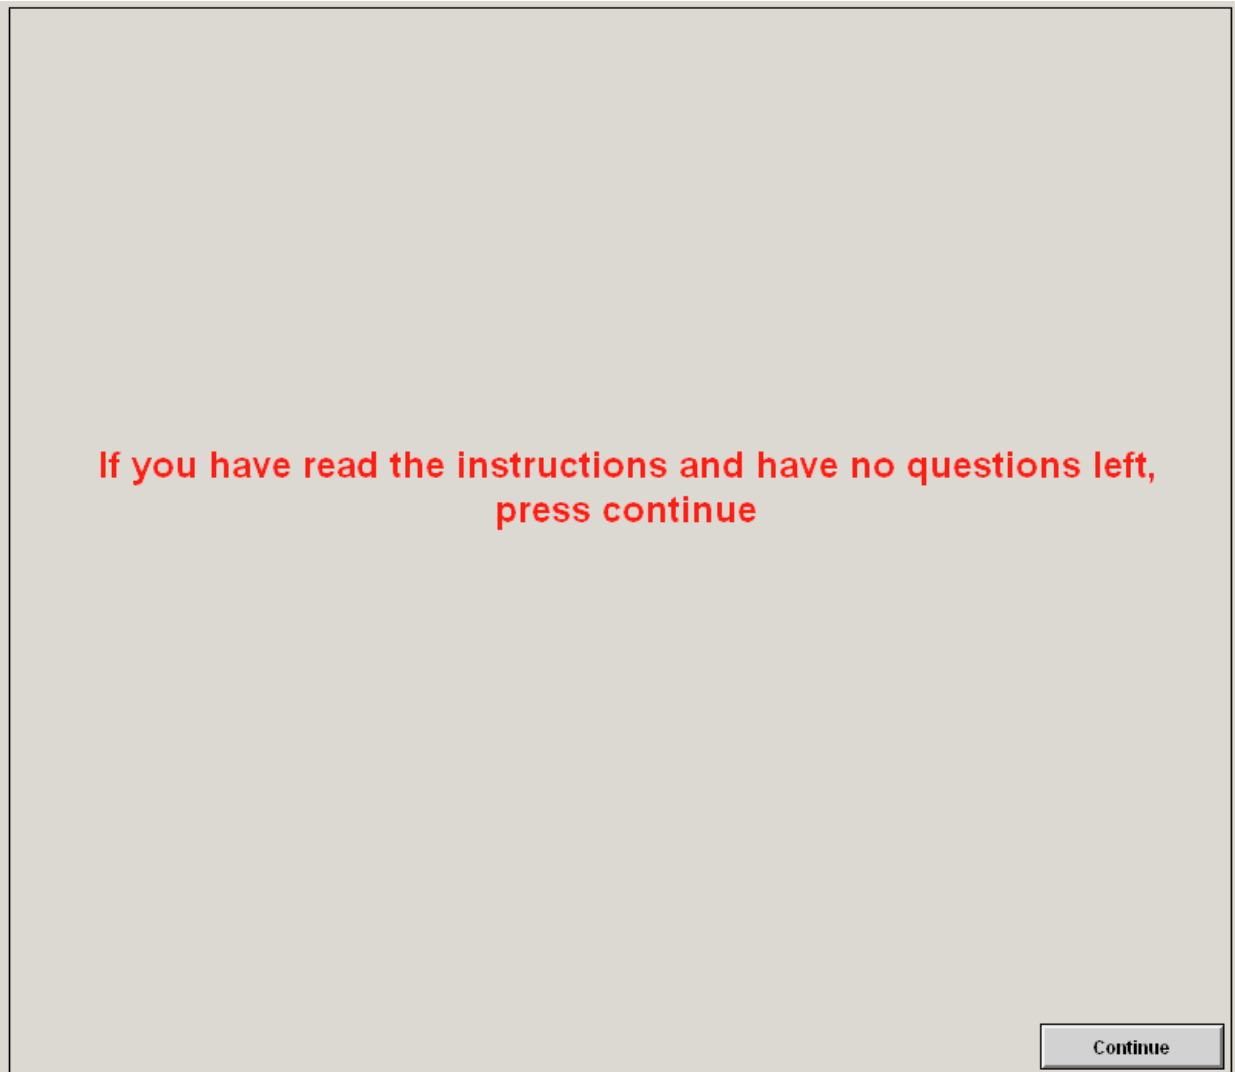 If you have read the instructions and have no questions left,
press continue
Continue